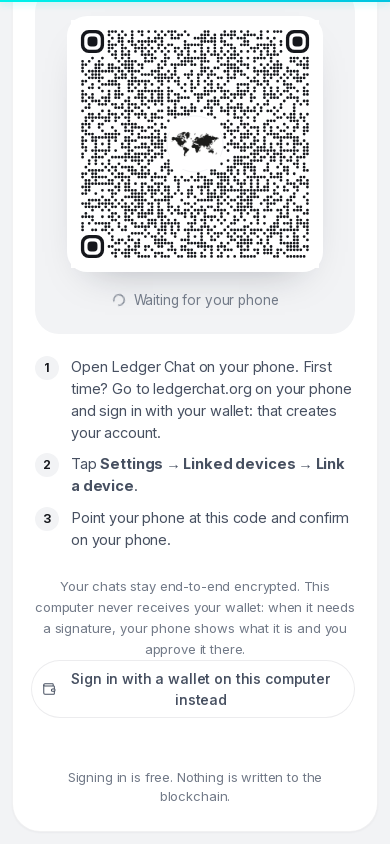 Waiting for your phone
1 Open Ledger Chat on your phone. First
time? Go to ledgerchat.org on your phone
and sign in with your wallet: that creates
your account.
2 Tap Settings → Linked devices → Link
a device.
3 Point your phone at this code and confirm
on your phone.
Your chats stay end-to-end encrypted. This
computer never receives your wallet: when it needs
a signature, your phone shows what it is and you
approve it there.
Sign in with a wallet on this computer
instead
Signing in is free. Nothing is written to the
blockchain.